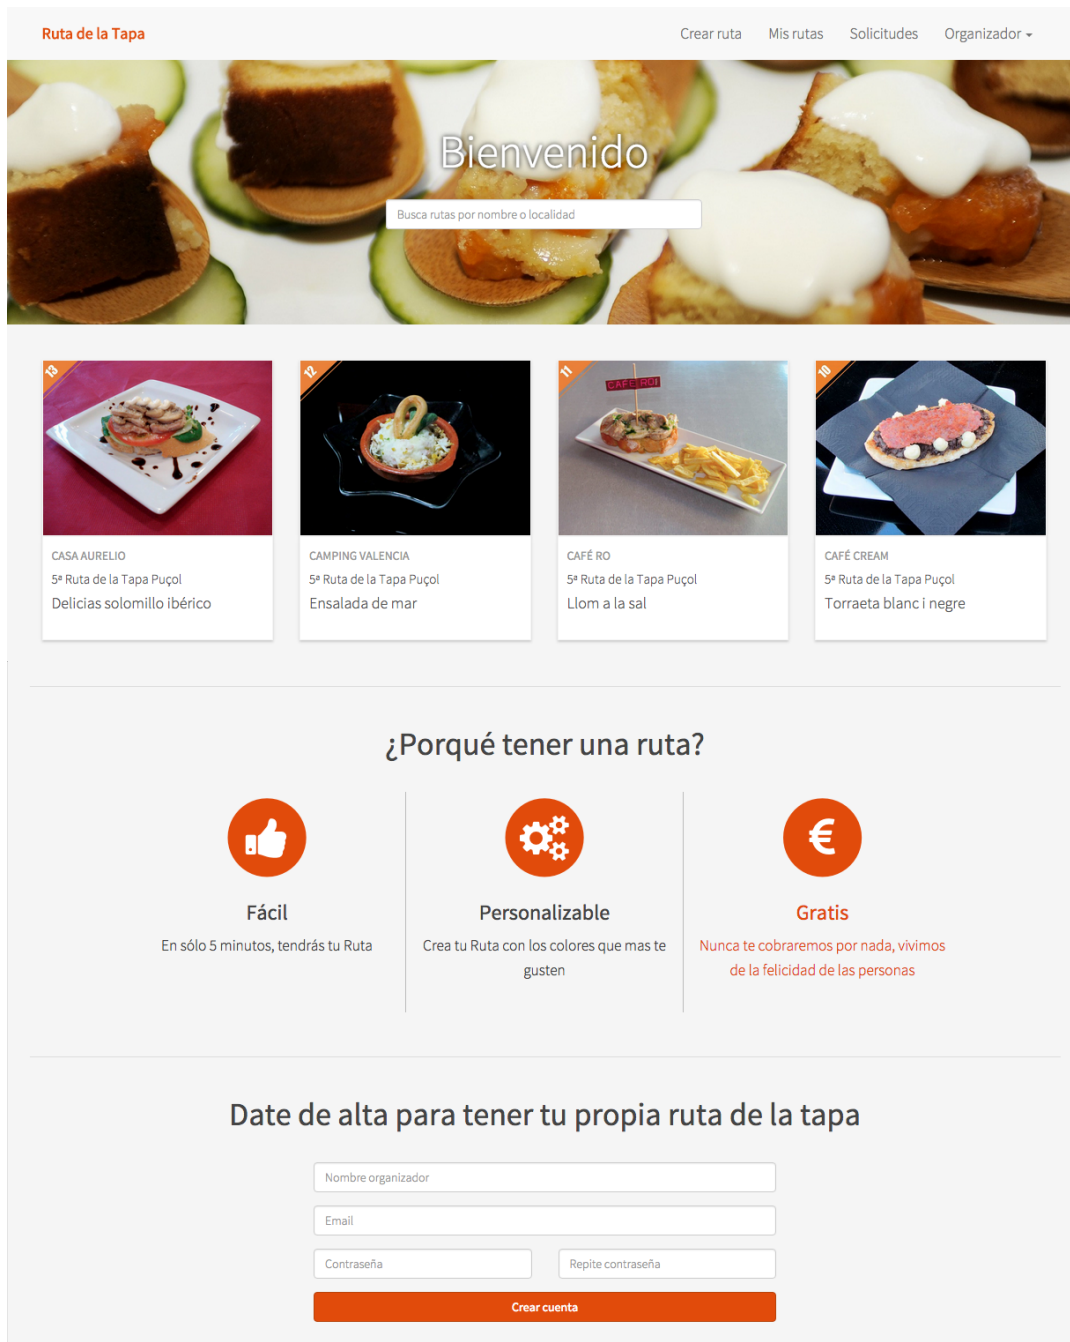 Ruta de la Tapa
Crear ruta
Mis rutas
Solicitudes
Organizador
Bienvenido
Busca rutas por nombre o localidad
13
12
11
CAFE RO!
10
CASA AURELIO
5ª Ruta de la Tapa Puçol
Delicias solomillo ibérico
CAMPING VALENCIA
5ª Ruta de la Tapa Puçol
Ensalada de mar
CAFÉ RO
5ª Ruta de la Tapa Puçol
Llom a la sal
CAFÉ CREAM
5ª Ruta de la Tapa Puçol
Torraeta blanc i negre
¿Porqué tener una ruta?
€
Fácil
En sólo 5 minutos, tendrás tu Ruta
Personalizable
Crea tu Ruta con los colores que mas te
gusten
Gratis
Nunca te cobraremos por nada, vivimos
de la felicidad de las personas
Date de alta para tener tu propia ruta de la tapa
Nombre organizador
Email
Contraseña
Repite contraseña
Crear cuenta